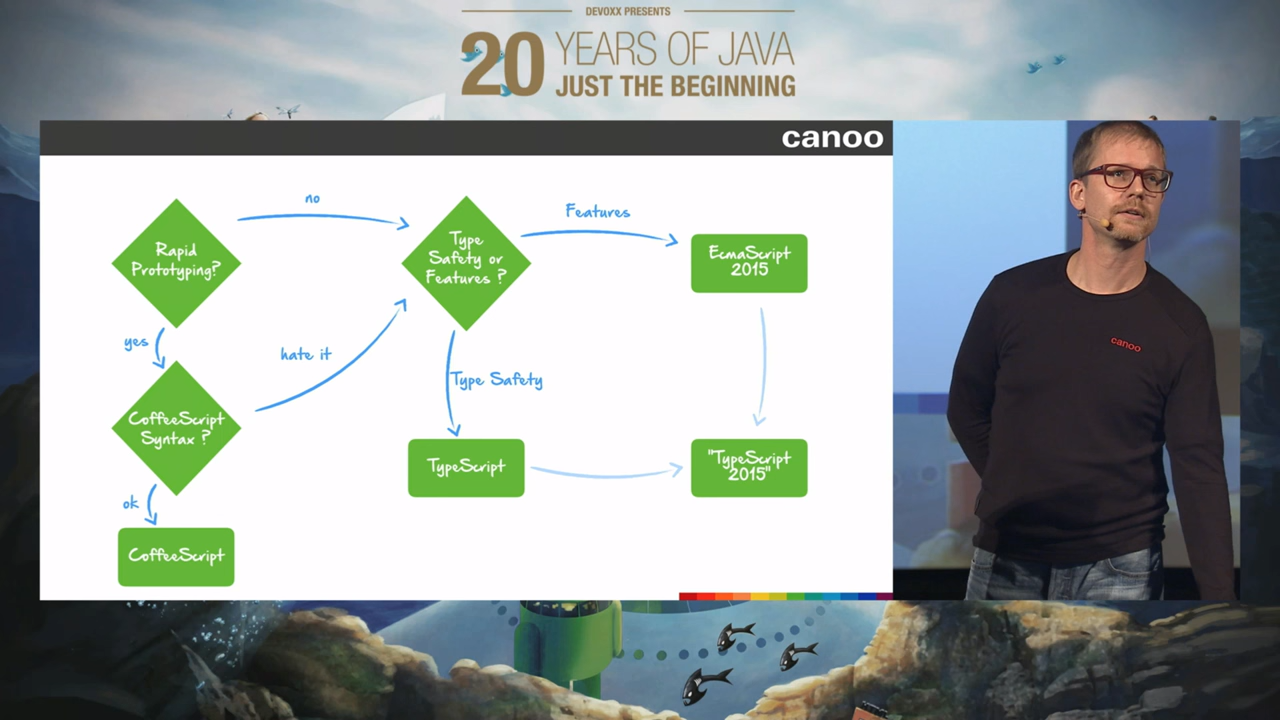 DEVOXX PRESENTS
20 YEARS OF JAVA
JUST THE BEGINNING
canoo
no
Features
Rapid
Prototyping?
Type
Safety or
Features ?
EcmaScript
2015
yes
hate it
Type Safety
CoffeeScript
Syntax ?
TypeScript
"TypeScript
2015"
ok
CoffeeScript
canoo